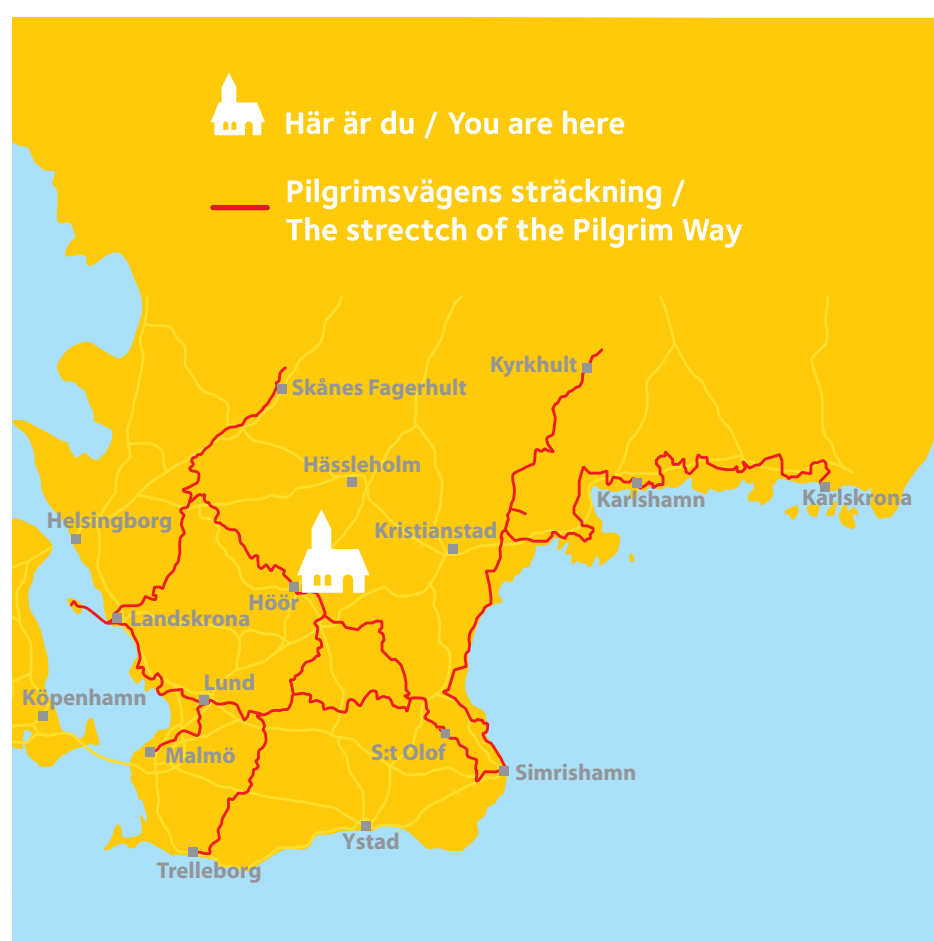 Här är du / You are here
Pilgrimsvägens sträckning /
The strectch of the Pilgrim Way
Kyrkhult
Skånes Fagerhult
Hässleholm
Karlshamn
Karlskrona
Helsingborg
Kristianstad
Höör
Landskrona
Lund
Köpenhamn
Malmö
S:t Olof
Simrishamn
Ystad
Trelleborg